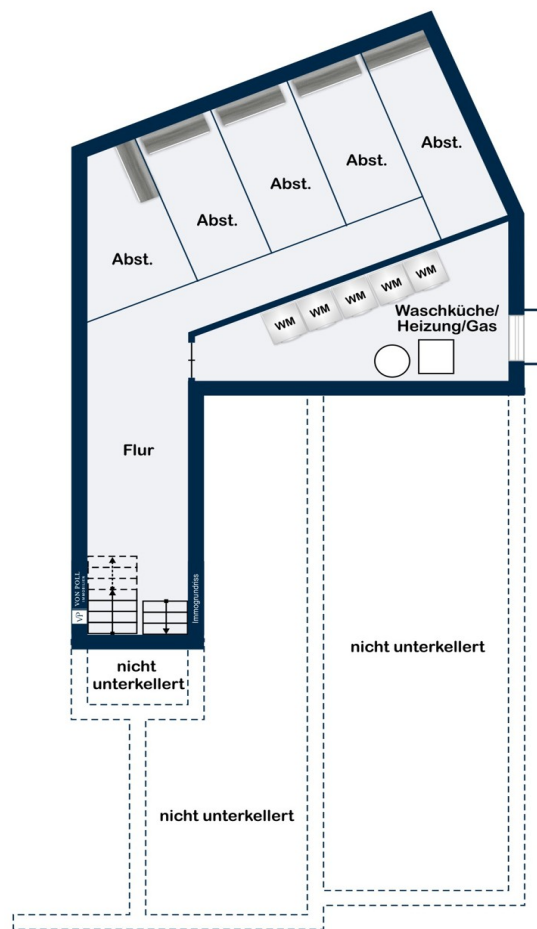 Abst.
Abst.
Abst.
Abst.
Abst.
WM
WM
WM
WM
WM
Waschküche/
Heizung/Gas
Flur
VON POLL
VP
Immogrundriss
nicht
unterkellert
nicht unterkellert
nicht unterkellert